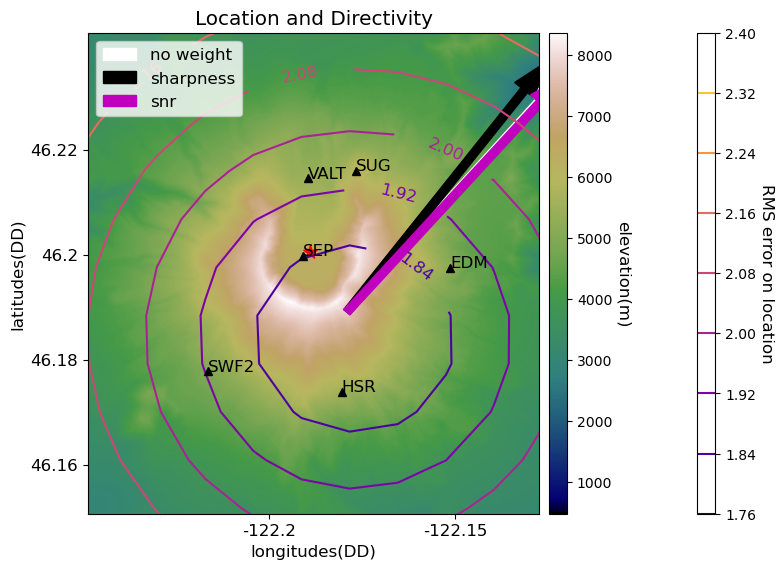 Location and Directivity
no weight
sharpness
snr
2.08
2.00
1.92
1.84
VALT
SUG
SEP
EDM
SWF2
HSR
46.22
46.2
46.18
46.16
latitudes(DD)
-122.2
-122.15
longitudes(DD)
8000
7000
6000
5000
4000
3000
2000
1000
elevation(m)
2.40
2.32
2.24
2.16
2.08
2.00
1.92
1.84
1.76
RMS error on location